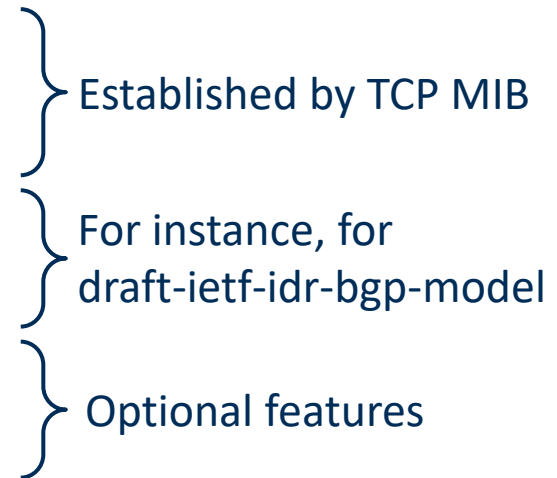 Established by TCP MIB
For instance, for
draft-ietf-idr-bgp-model
Optional features